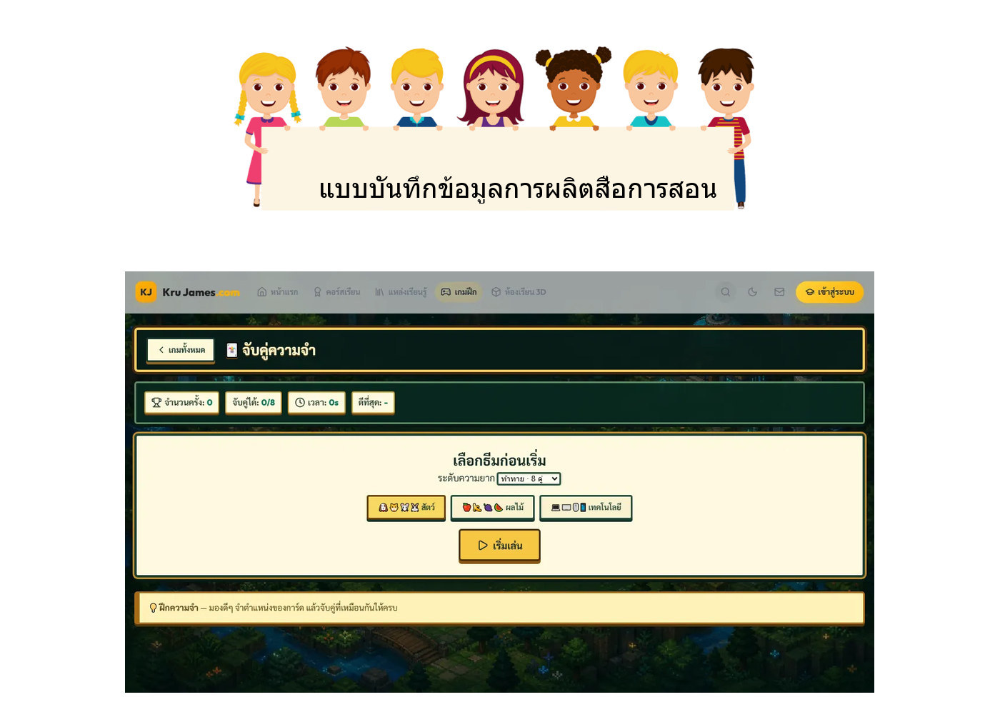 แบบบันทึกข้อมูลการผลิตสื่อการสอน
KJ Kru James.com หน้าแรก คอร์สเรียน แหล่งเรียนรู้ เกมฝึก ห้องเรียน 3D เข้าสู่ระบบ
เกมทั้งหมด จับคู่ความจำ
จำนวนครั้ง: 0 จับคู่ได้: 0/8 เวลา: 0s ดีที่สุด: -
เลือกธีมก่อนเริ่ม
ระดับความยาก ท้าทาย · 8 คู่
สัตว์ ผลไม้ เทคโนโลยี
เริ่มเล่น
ฝึกความจำ — มองดีๆ จำตำแหน่งของการ์ด แล้วจับคู่ที่เหมือนกันให้ครบ